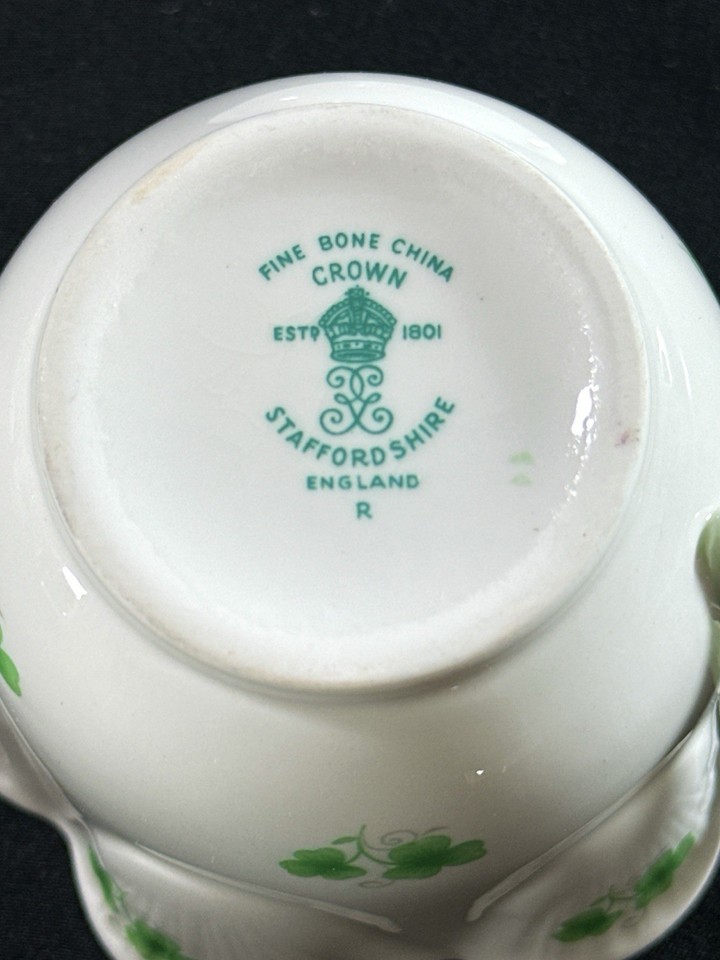 FINE BONE CHINA
CROWN
ESTD 1801
STAFFORDSHIRE
ENGLAND
R